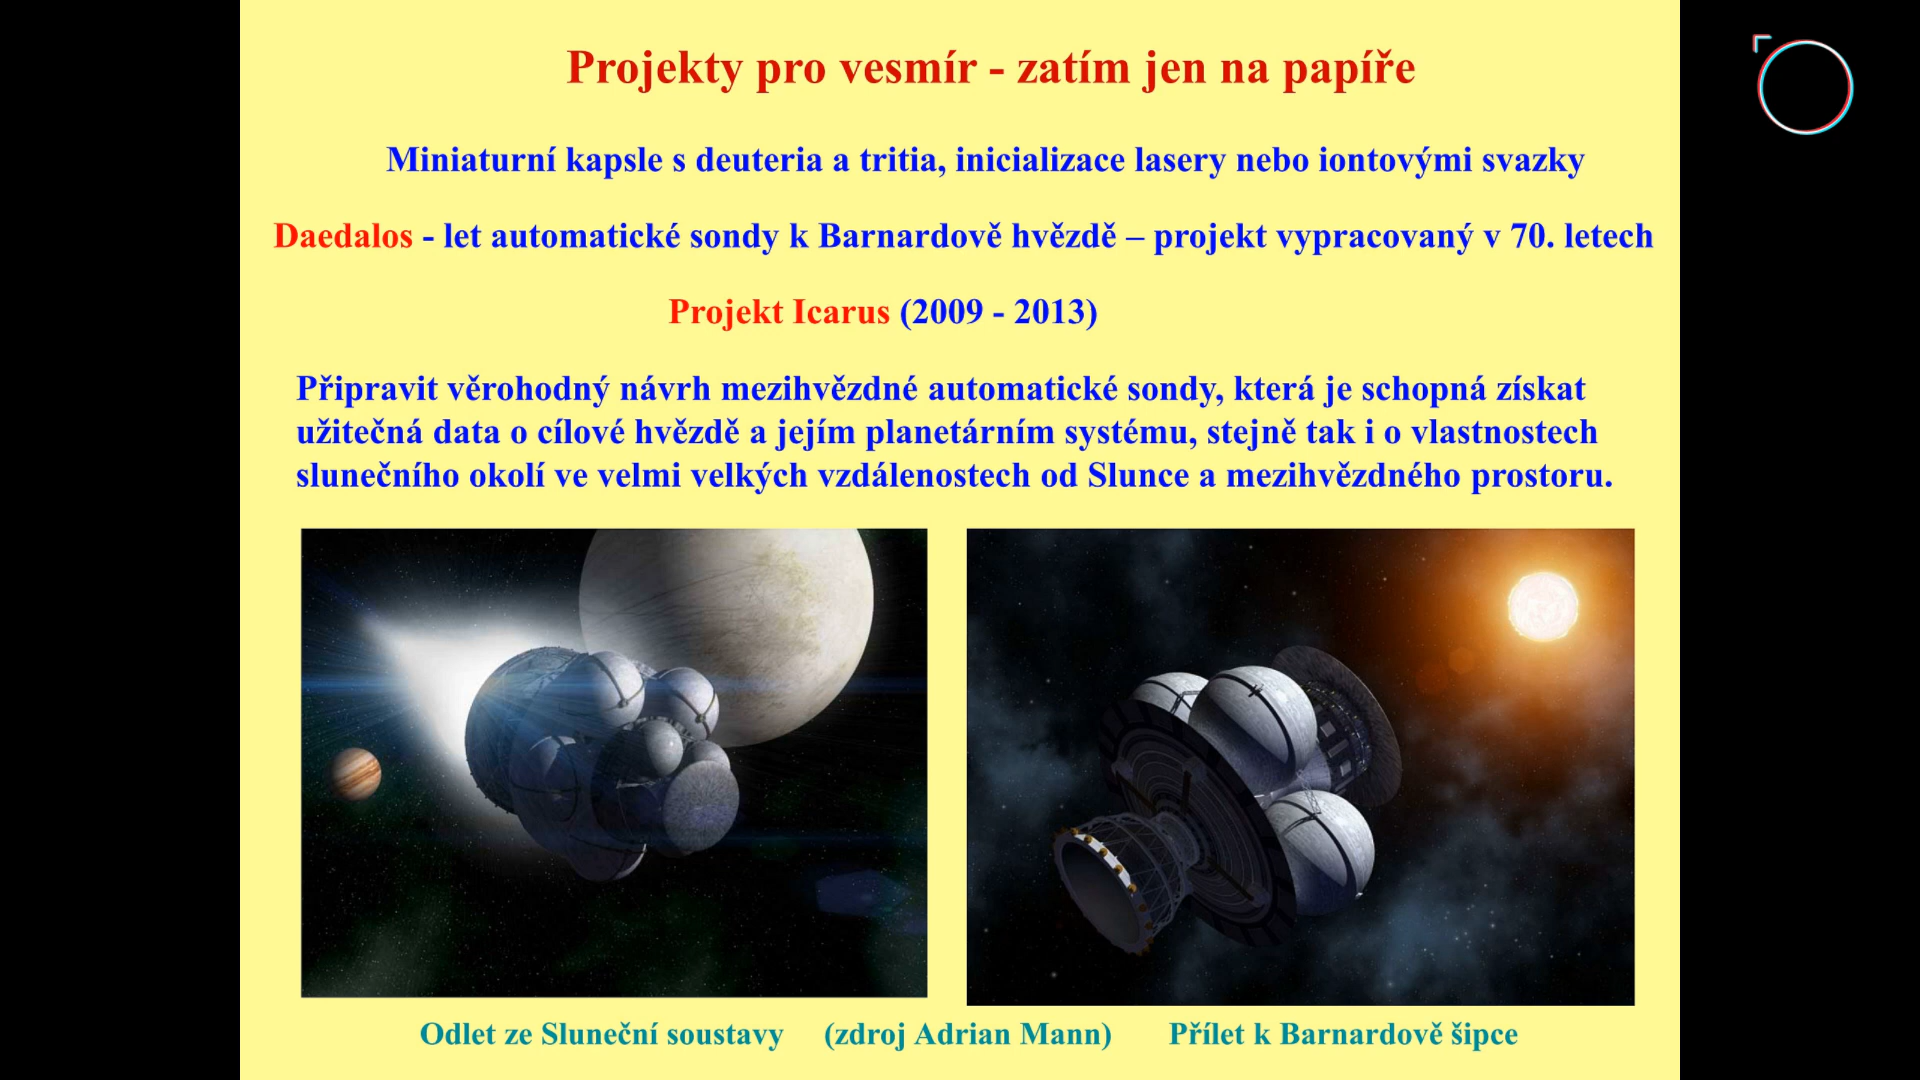 Projekty pro vesmír - zatím jen na papíře
Miniaturní kapsle s deuteria a tritia, inicializace lasery nebo iontovými svazky
Daedalos - let automatické sondy k Barnardově hvězdě – projekt vypracovaný v 70. letech
Projekt Icarus (2009 - 2013)
Připravit věrohodný návrh mezihvězdné automatické sondy, která je schopná získat
užitečná data o cílové hvězdě a jejím planetárním systému, stejně tak i o vlastnostech
slunečního okolí ve velmi velkých vzdálenostech od Slunce a mezihvězdného prostoru.
Odlet ze Sluneční soustavy (zdroj Adrian Mann) Přílet k Barnardově šipce